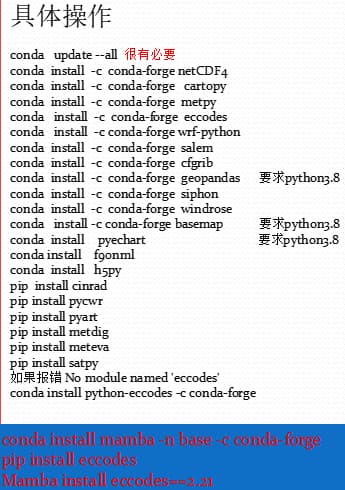 具体操作
conda update --all 很有必要
conda install -c conda-forge netCDF4
conda install -c conda-forge cartopy
conda install -c conda-forge metpy
conda install -c conda-forge eccodes
conda install -c conda-forge wrf-python
conda install -c conda-forge salem
conda install -c conda-forge cfgrib
conda install -c conda-forge geopandas 要求python3.8
conda install -c conda-forge siphon
conda install -c conda-forge windrose
conda install -c conda-forge basemap 要求python3.8
conda install pyechart 要求python3.8
conda install f90nml
conda install h5py
pip install cinrad
pip install pycwr
pip install pyart
pip install metdig
pip install meteva
pip install satpy
如果报错 No module named 'eccodes'
conda install python-eccodes -c conda-forge
conda install mamba -n base -c conda-forge
pip install eccodes
Mamba install eccodes==2.21